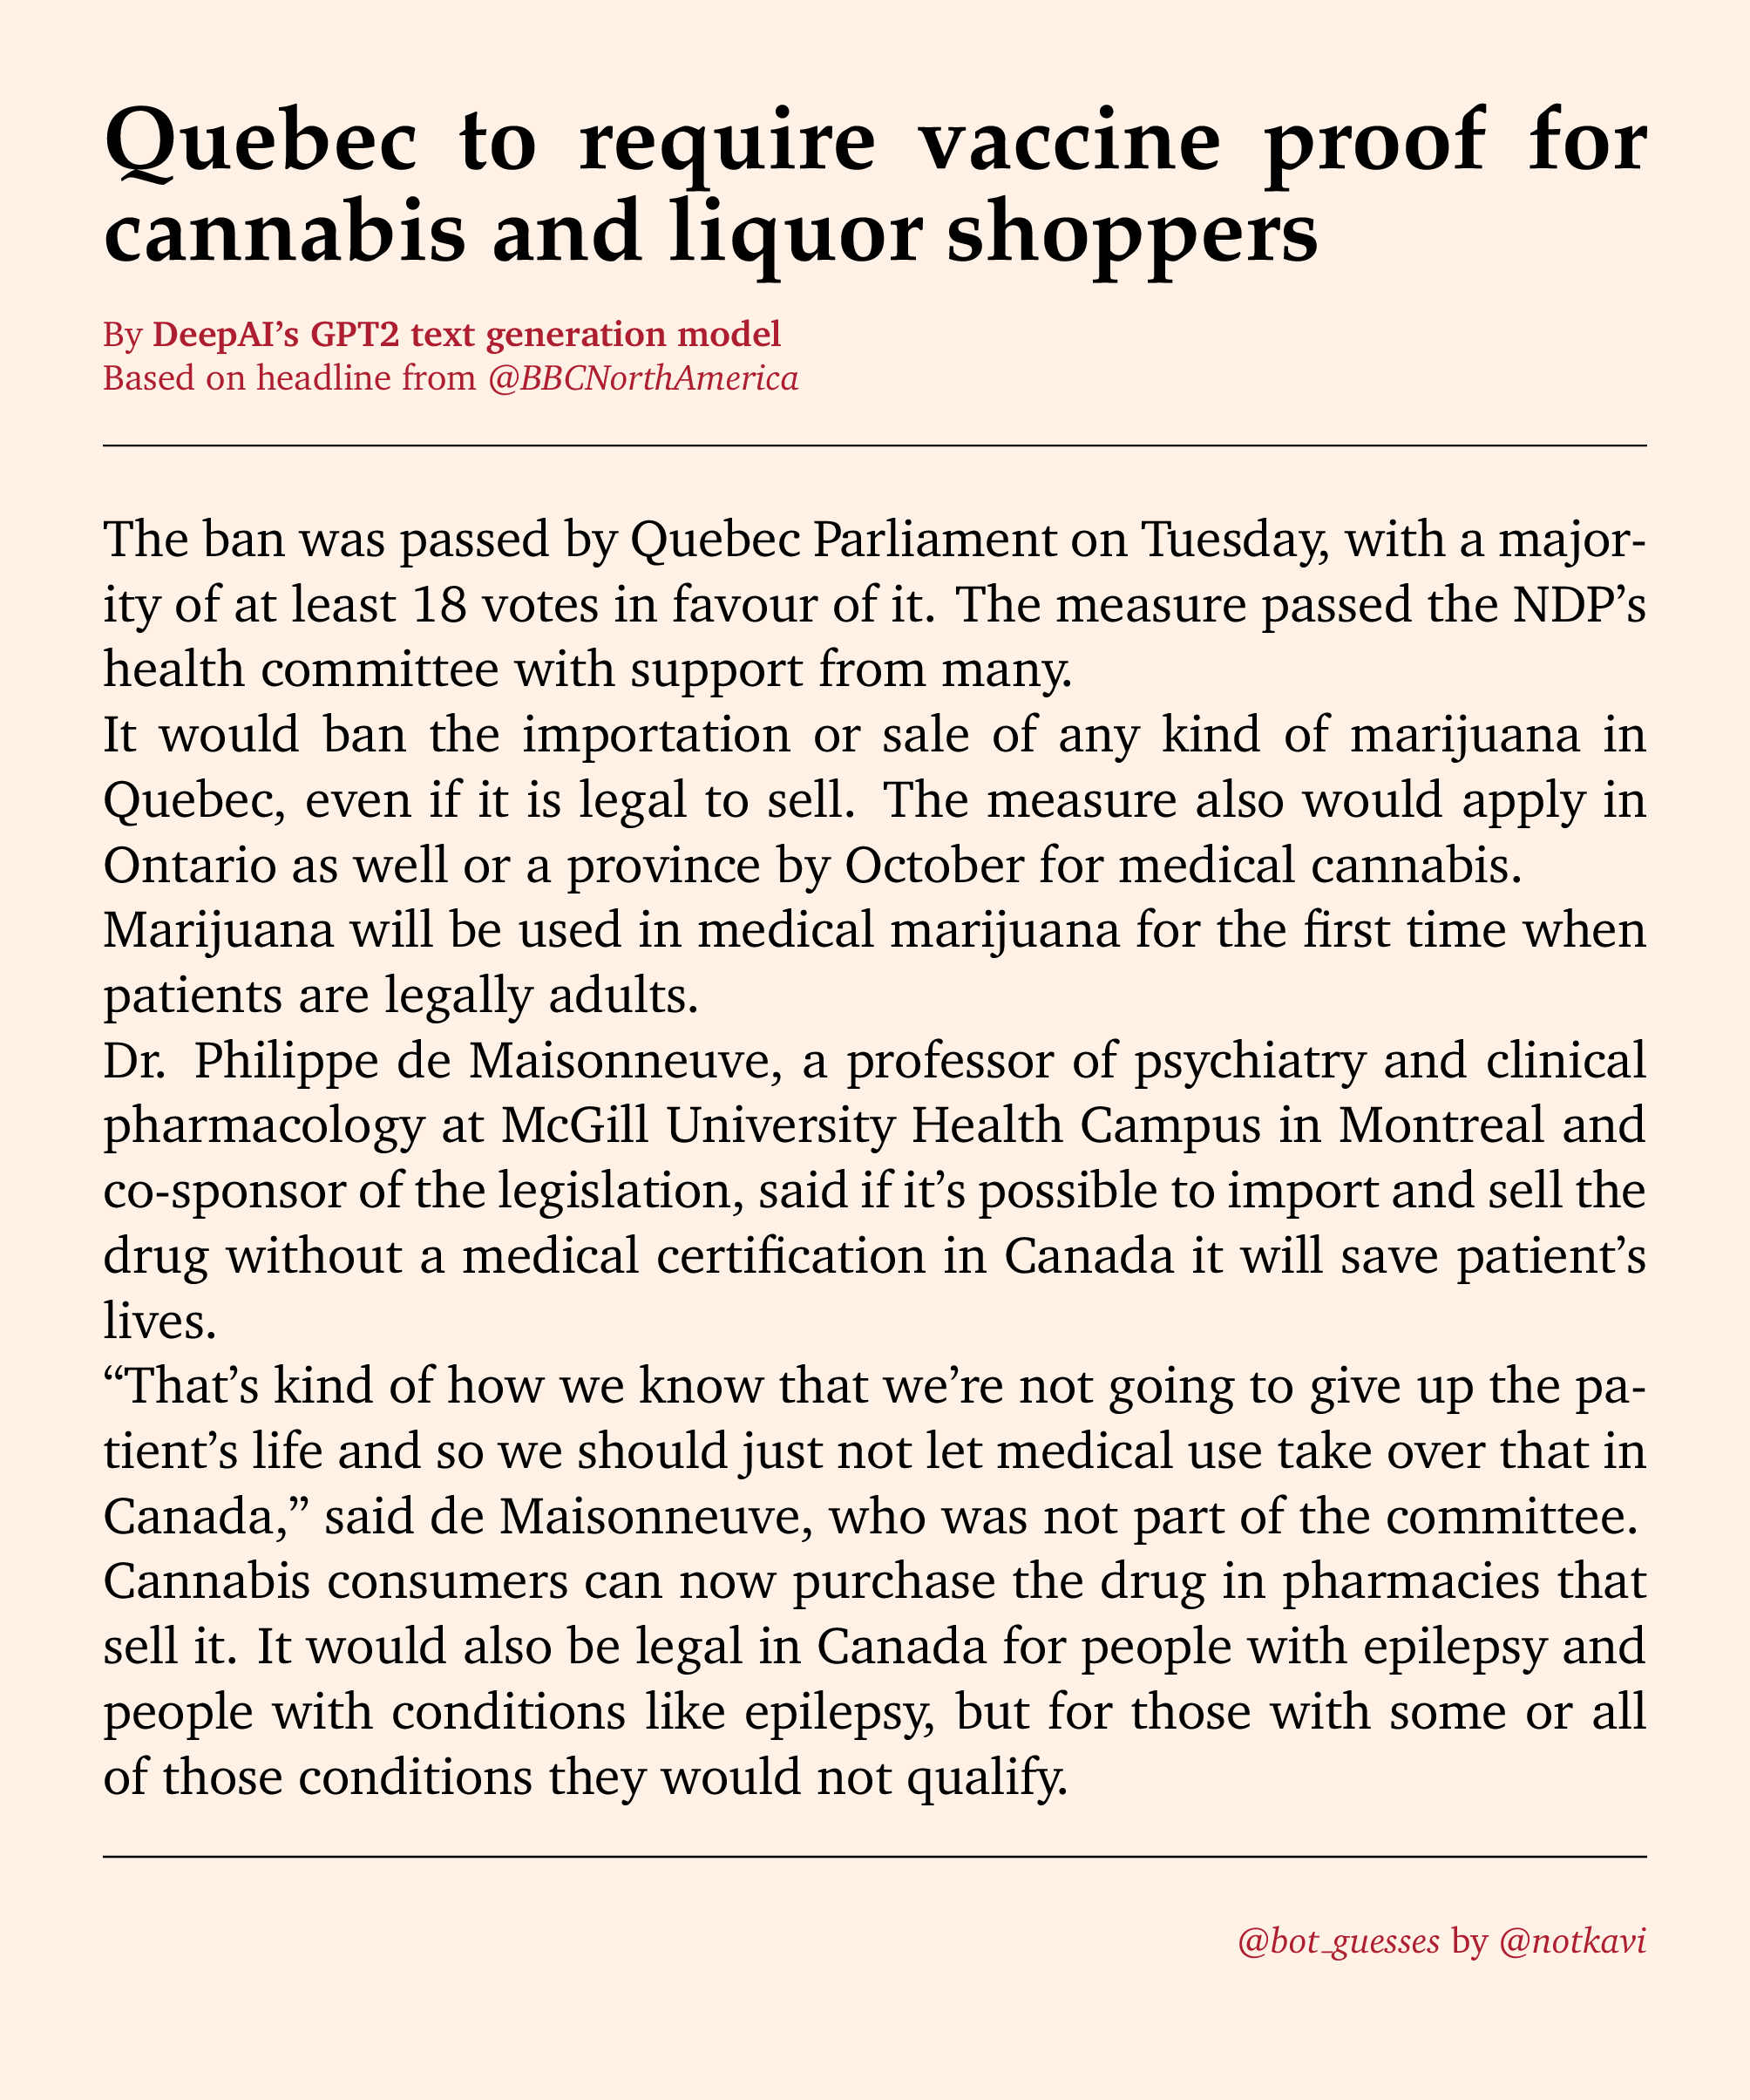 Quebec to require vaccine proof for
cannabis and liquor shoppers
By DeepAI's GPT2 text generation model
Based on headline from @BBCNorthAmerica
The ban was passed by Quebec Parliament on Tuesday, with a major-
ity of at least 18 votes in favour of it. The measure passed the NDP's
health committee with support from many.
It would ban the importation or sale of any kind of marijuana in
Quebec, even if it is legal to sell. The measure also would apply in
Ontario as well or a province by October for medical cannabis.
Marijuana will be used in medical marijuana for the first time when
patients are legally adults.
Dr. Philippe de Maisonneuve, a professor of psychiatry and clinical
pharmacology at McGill University Health Campus in Montreal and
co-sponsor of the legislation, said if it's possible to import and sell the
drug without a medical certification in Canada it will save patient's
lives.
“That's kind of how we know that we're not going to give up the pa-
tient's life and so we should just not let medical use take over that in
Canada,” said de Maisonneuve, who was not part of the committee.
Cannabis consumers can now purchase the drug in pharmacies that
sell it. It would also be legal in Canada for people with epilepsy and
people with conditions like epilepsy, but for those with some or all
of those conditions they would not qualify.
@bot_guesses by @notkavi